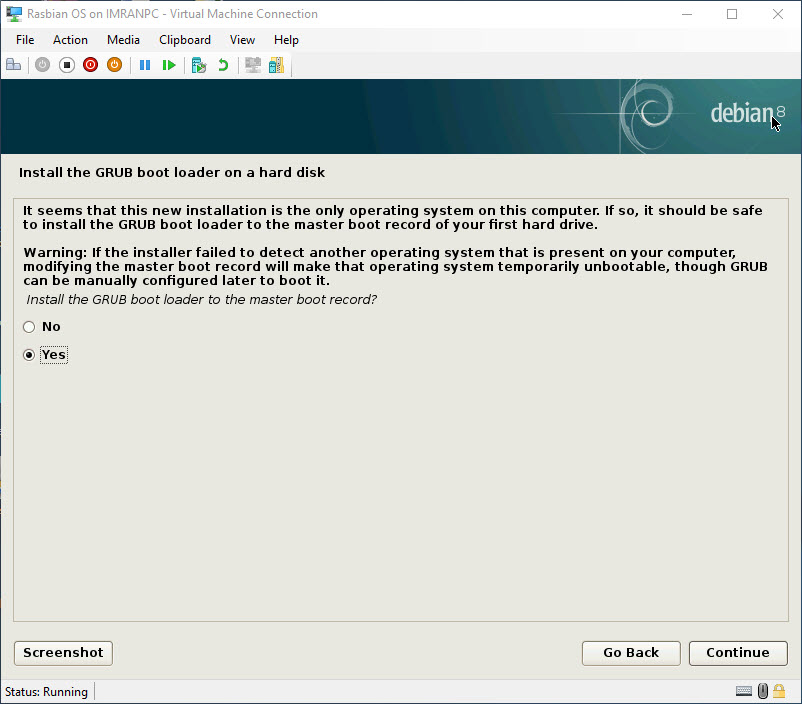 Rasbian OS on IMRANPC - Virtual Machine Connection
File Action Media Clipboard View Help
debian 8
Install the GRUB boot loader on a hard disk
It seems that this new installation is the only operating system on this computer. If so, it should be safe
to install the GRUB boot loader to the master boot record of your first hard drive.
Warning: If the installer failed to detect another operating system that is present on your computer,
modifying the master boot record will make that operating system temporarily unbootable, though GRUB
can be manually configured later to boot it.
Install the GRUB boot loader to the master boot record?
No
Yes
Screenshot Go Back Continue
Status: Running